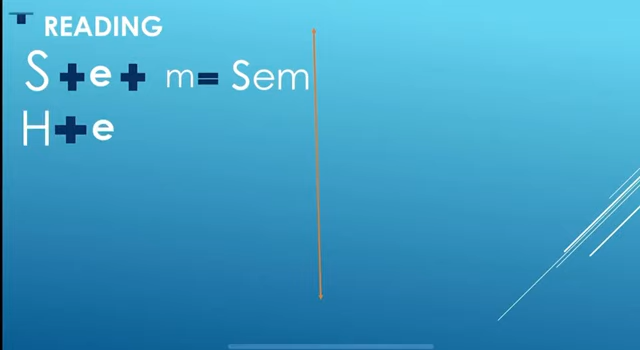 READING
S + e + m = Sem
H + e